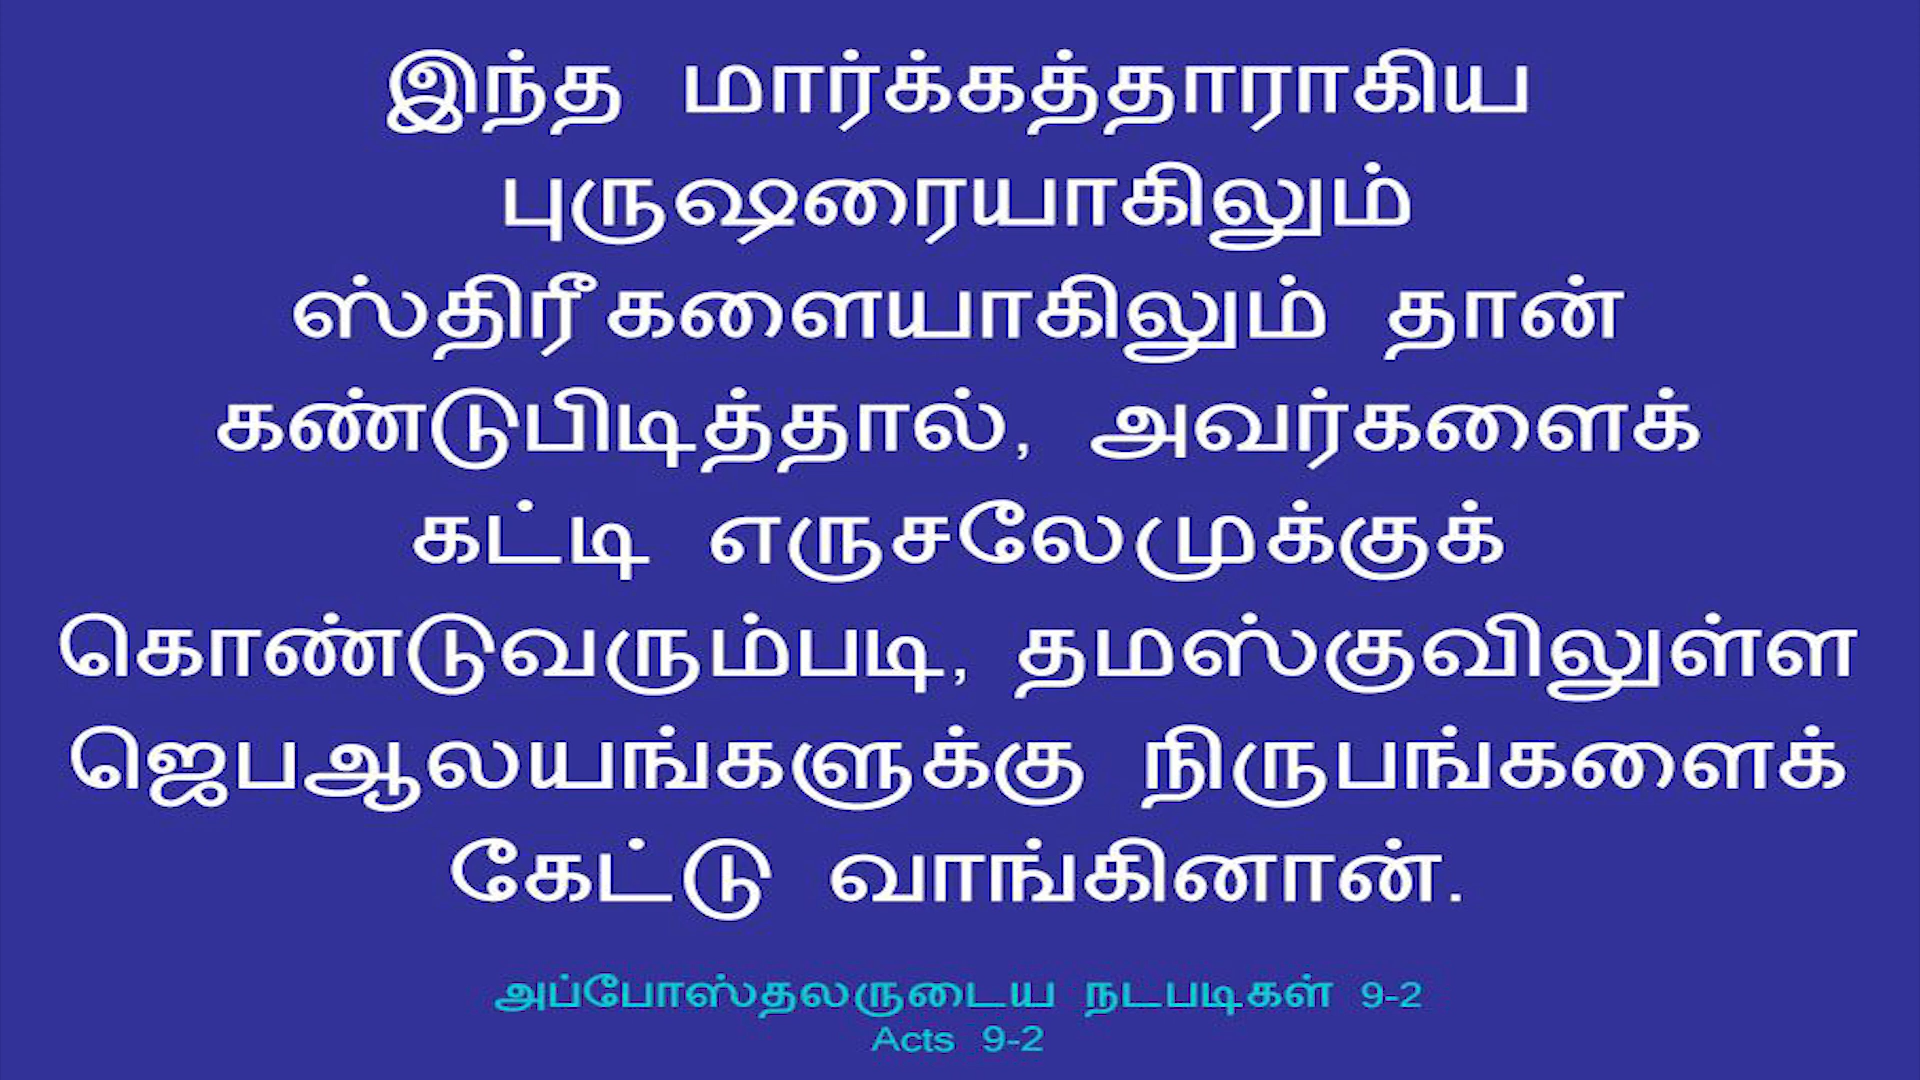 இந்த மார்க்கத்தாராகிய
புருஷரையாகிலும்
ஸ்திரீகளையாகிலும் தான்
கண்டுபிடித்தால், அவர்களைக்
கட்டி எருசலேமுக்குக்
கொண்டுவரும்படி, தமஸ்குவிலுள்ள
ஜெபஆலயங்களுக்கு நிருபங்களைக்
கேட்டு வாங்கினான்.
அப்போஸ்தலருடைய நடபடிகள் 9-2
Acts 9-2